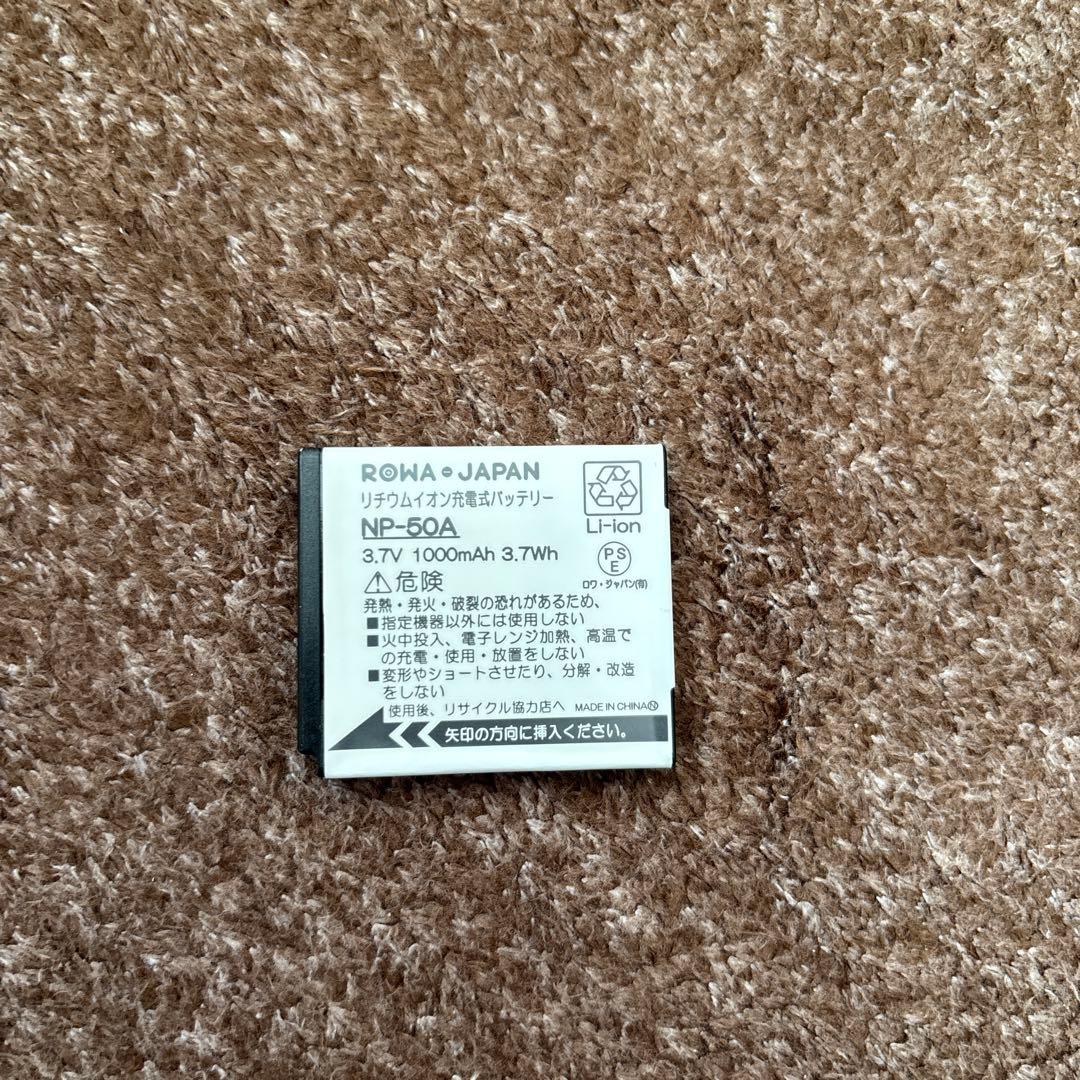 ROWA JAPAN
リチウムイオン充電式バッテリー
NP-50A
3.7V 1000mAh 3.7Wh
Li-ion
PSE
ロワ・ジャパン(有)
⚠危険
発熱・発火・破裂の恐れがあるため、
■指定機器以外には使用しない
■火中投入、電子レンジ加熱、高温で
の充電・使用・放置をしない
■変形やショートさせたり、分解・改造
をしない
使用後、リサイクル協力店へ MADE IN CHINA Ⓝ
矢印の方向に挿入ください。